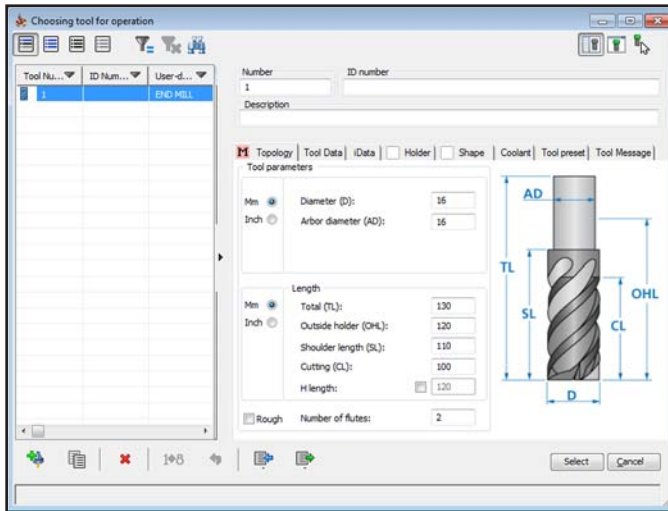 Choosing tool for operation
Tool Nu...
ID Num...
User-d...
1
END MILL
Number
ID number
1
Description
M Topology Tool Data iData Holder Shape Coolant Tool preset Tool Message
Tool parameters
Mm
Inch
Diameter (D):
16
Arbor diameter (AD):
16
Length
Mm
Inch
Total (TL):
130
Outside holder (OHL):
120
Shoulder length (SL):
110
Cutting (CL):
100
H length:
120
Rough
Number of flutes:
2
AD
TL
SL
CL
OHL
D
Select
Cancel